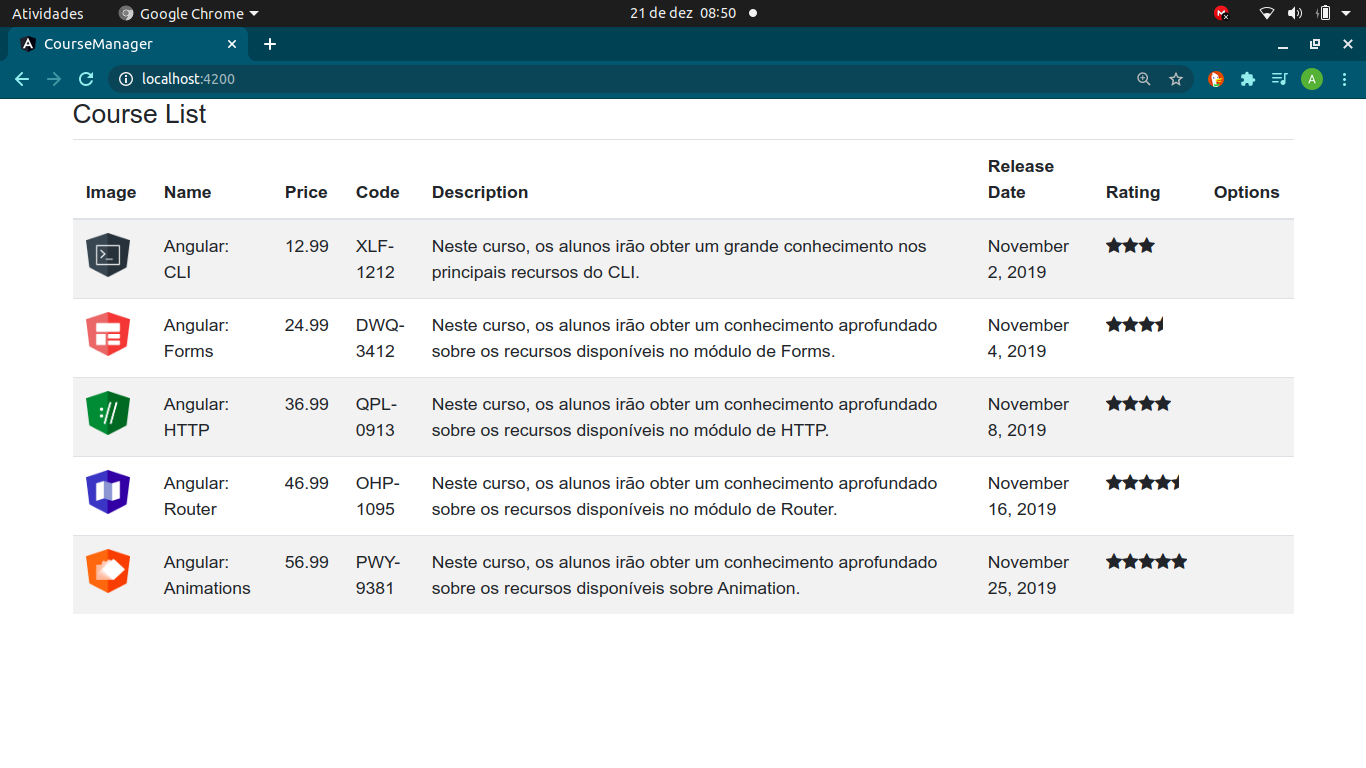 Atividades Google Chrome 21 de dez 08:50
CourseManager
localhost:4200
A
Course List
Image Name Price Code Description Release Date Rating Options
Angular: 12.99 XLF- Neste curso, os alunos irão obter um grande conhecimento nos November
CLI 1212 principais recursos do CLI. 2, 2019
Angular: 24.99 DWQ- Neste curso, os alunos irão obter um conhecimento aprofundado November
Forms 3412 sobre os recursos disponíveis no módulo de Forms. 4, 2019
Angular: 36.99 QPL- Neste curso, os alunos irão obter um conhecimento aprofundado November
HTTP 0913 sobre os recursos disponíveis no módulo de HTTP. 8, 2019
Angular: 46.99 OHP- Neste curso, os alunos irão obter um conhecimento aprofundado November
Router 1095 sobre os recursos disponíveis no módulo de Router. 16, 2019
Angular: 56.99 PWY- Neste curso, os alunos irão obter um conhecimento aprofundado November
Animations 9381 sobre os recursos disponíveis sobre Animation. 25, 2019